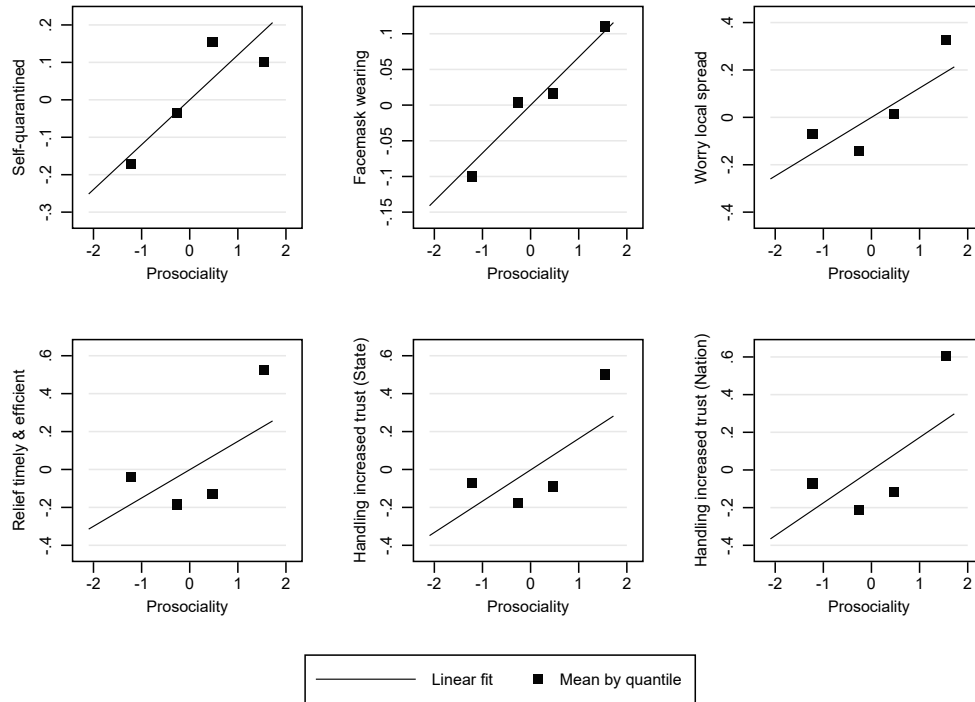 Self-quarantined
.2
.1
0
-.1
-.2
-.3
-2 -1 0 1 2
Prosociality
Facemask wearing
.1
.05
0
-.05
-.1
-.15
-2 -1 0 1 2
Prosociality
Worry local spread
.4
.2
0
-.2
-.4
-2 -1 0 1 2
Prosociality
Relief timely & efficient
.6
.4
.2
0
-.2
-.4
-2 -1 0 1 2
Prosociality
Handling increased trust (State)
.6
.4
.2
0
-.2
-.4
-2 -1 0 1 2
Prosociality
Handling increased trust (Nation)
.6
.4
.2
0
-.2
-.4
-2 -1 0 1 2
Prosociality
Linear fit Mean by quantile